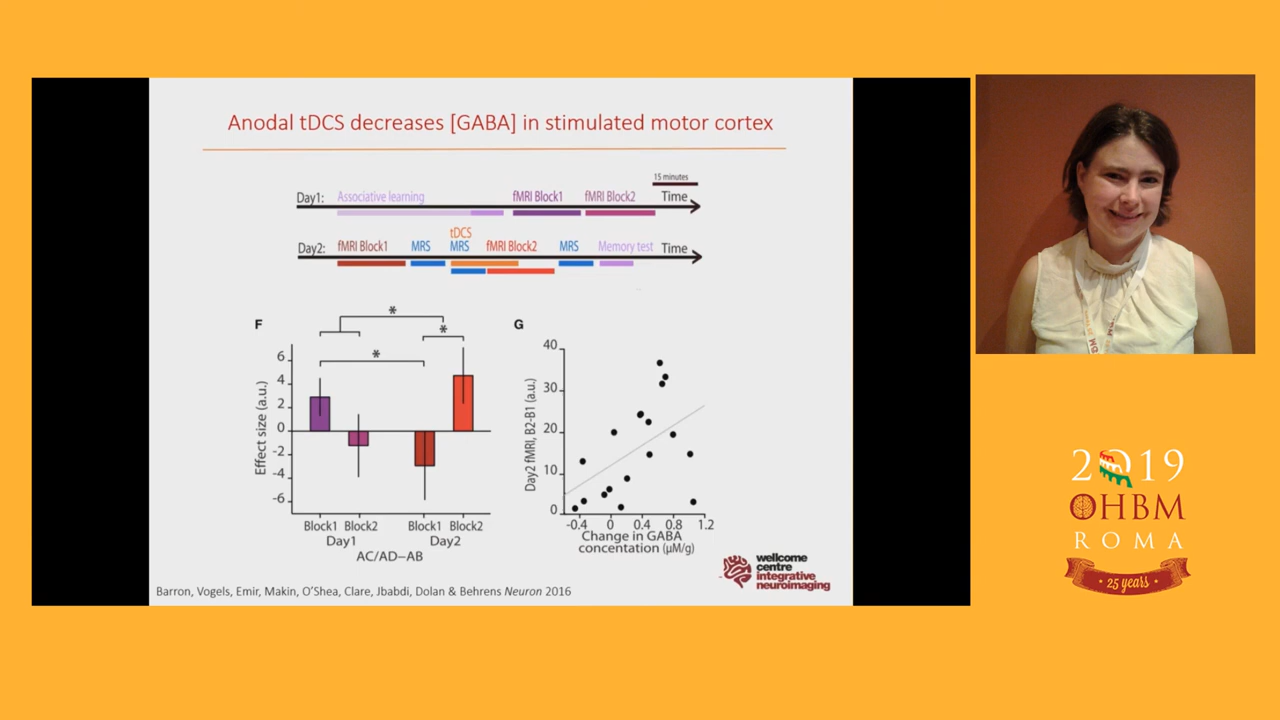 Anodal tDCS decreases [GABA] in stimulated motor cortex
15 minutes
Day1: Associative learning fMRI Block1 fMRI Block2 Time
tDCS
Day2: fMRI Block1 MRS MRS fMRI Block2 MRS Memory test Time
F
*
*
*
6
4
2
0
-2
-4
-6
Effect size (a.u.)
Block1 Block2 Block1 Block2
Day1 Day2
AC/AD–AB
G
40
30
20
10
0
Day2 fMRI, B2-B1 (a.u.)
-0.4 0 0.4 0.8 1.2
Change in GABA
concentation (µM/g)
wellcome
centre
integrative
neuroimaging
Barron, Vogels, Emir, Makin, O'Shea, Clare, Jbabdi, Dolan & Behrens Neuron 2016
2019
OHBM
ROMA
• 25 years •